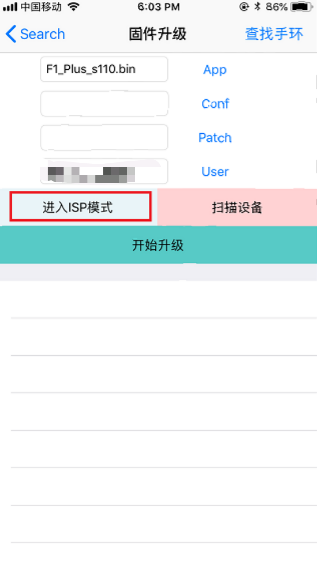 中国移动 6:03 PM 86%
Search 固件升级 查找手环
F1_Plus_s110.bin App
Conf
Patch
User
进入ISP模式 扫描设备
开始升级